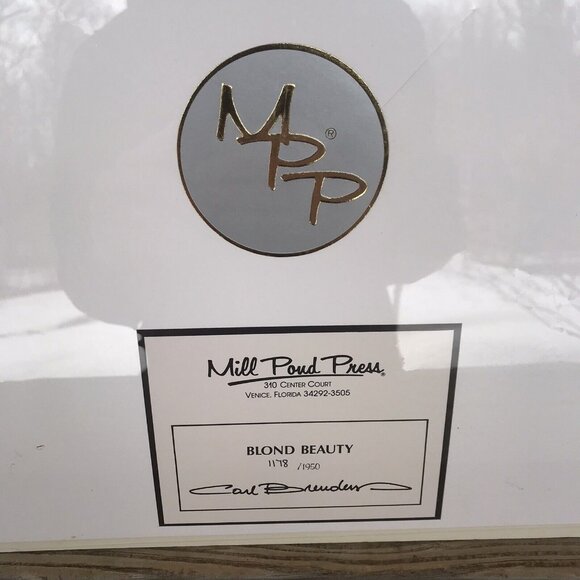 MPP®
Mill Pond Press®
310 CENTER COURT
VENICE, FLORIDA 34292-3505
BLOND BEAUTY
1178 /1950
Carl Brenders